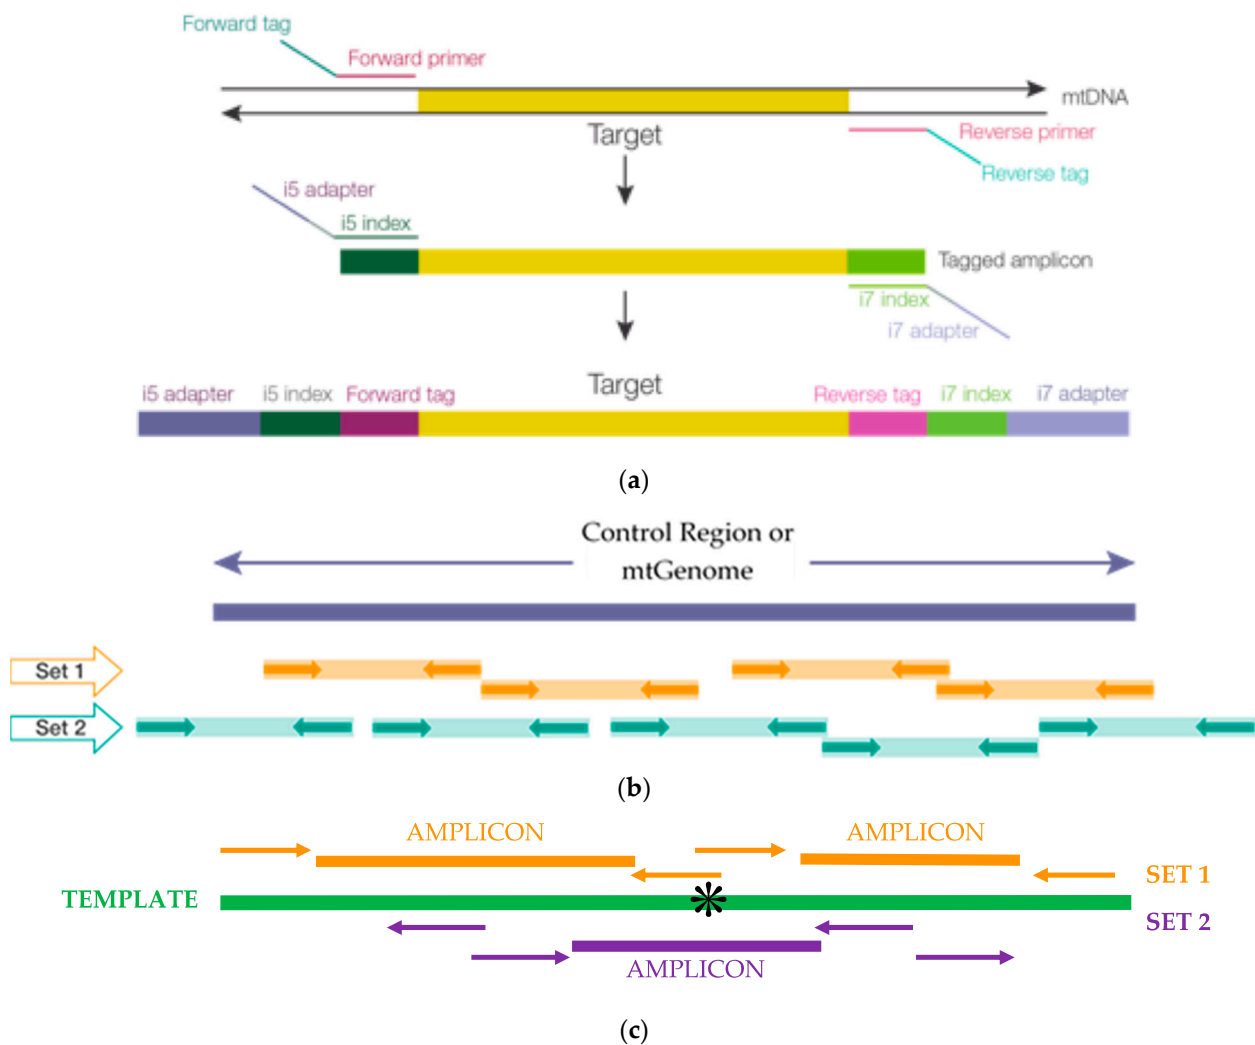 Forward tag
Forward primer
mtDNA
Target
Reverse primer
Reverse tag
i5 adapter
i5 index
Tagged amplicon
i7 index
i7 adapter
Target
i5 adapter i5 index Forward tag Reverse tag i7 index i7 adapter
(a)
Control Region or
mtGenome
Set 1
Set 2
(b)
AMPLICON AMPLICON
SET 1
TEMPLATE
SET 2
AMPLICON
(c)